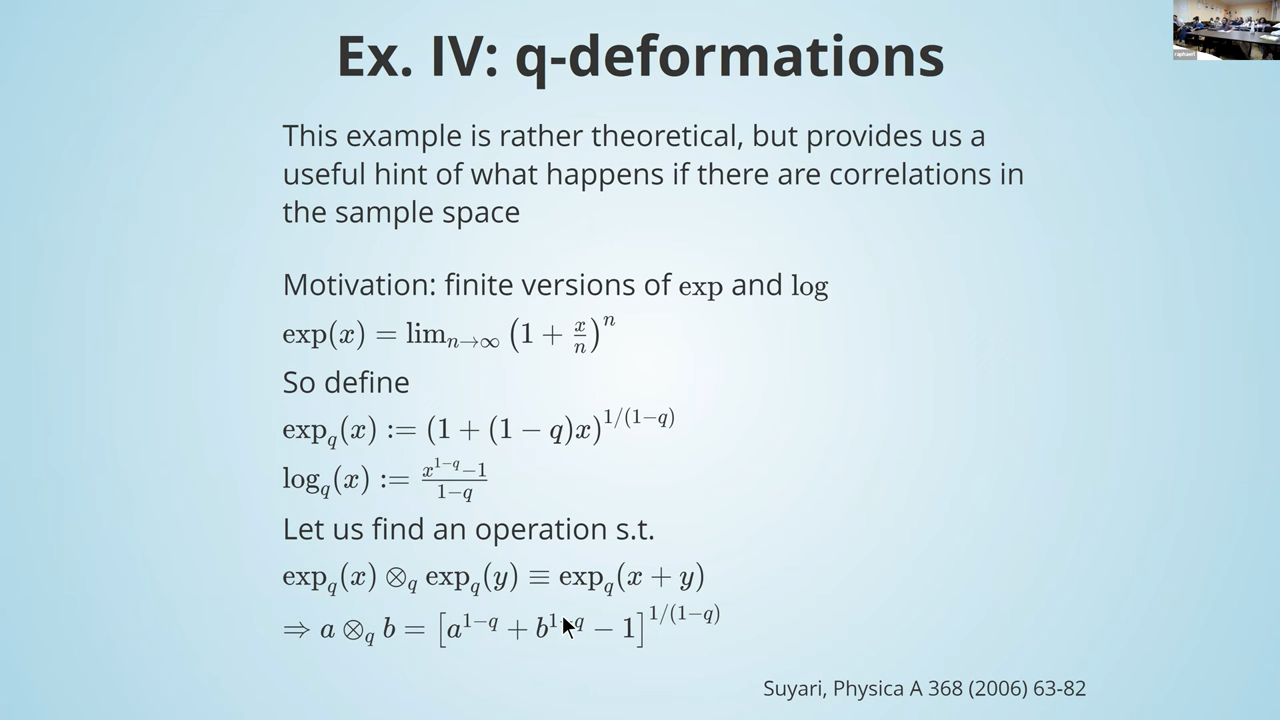 Ex. IV: q-deformations
This example is rather theoretical, but provides us a
useful hint of what happens if there are correlations in
the sample space
Motivation: finite versions of exp and log
exp(x) = lim_{n→∞} (1 + x/n)^n
So define
exp_q(x) := (1 + (1 − q)x)^{1/(1−q)}
log_q(x) := (x^{1−q} − 1)/(1−q)
Let us find an operation s.t.
exp_q(x) ⊗_q exp_q(y) ≡ exp_q(x + y)
⇒ a ⊗_q b = [a^{1−q} + b^{1−q} − 1]^{1/(1−q)}
Suyari, Physica A 368 (2006) 63-82